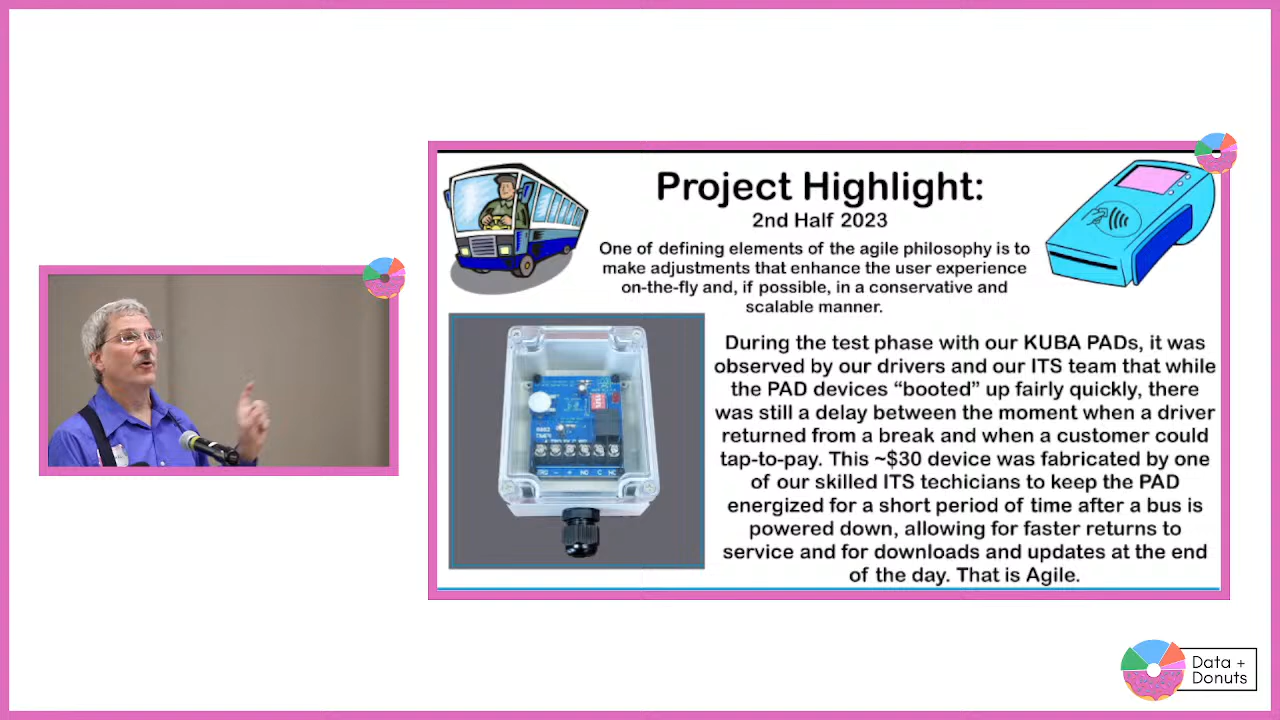 Project Highlight:
2nd Half 2023
One of defining elements of the agile philosophy is to
make adjustments that enhance the user experience
on-the-fly and, if possible, in a conservative and
scalable manner.
During the test phase with our KUBA PADs, it was
observed by our drivers and our ITS team that while
the PAD devices “booted” up fairly quickly, there
was still a delay between the moment when a driver
returned from a break and when a customer could
tap-to-pay. This ~$30 device was fabricated by one
of our skilled ITS techicians to keep the PAD
energized for a short period of time after a bus is
powered down, allowing for faster returns to
service and for downloads and updates at the end
of the day. That is Agile.
Data +
Donuts